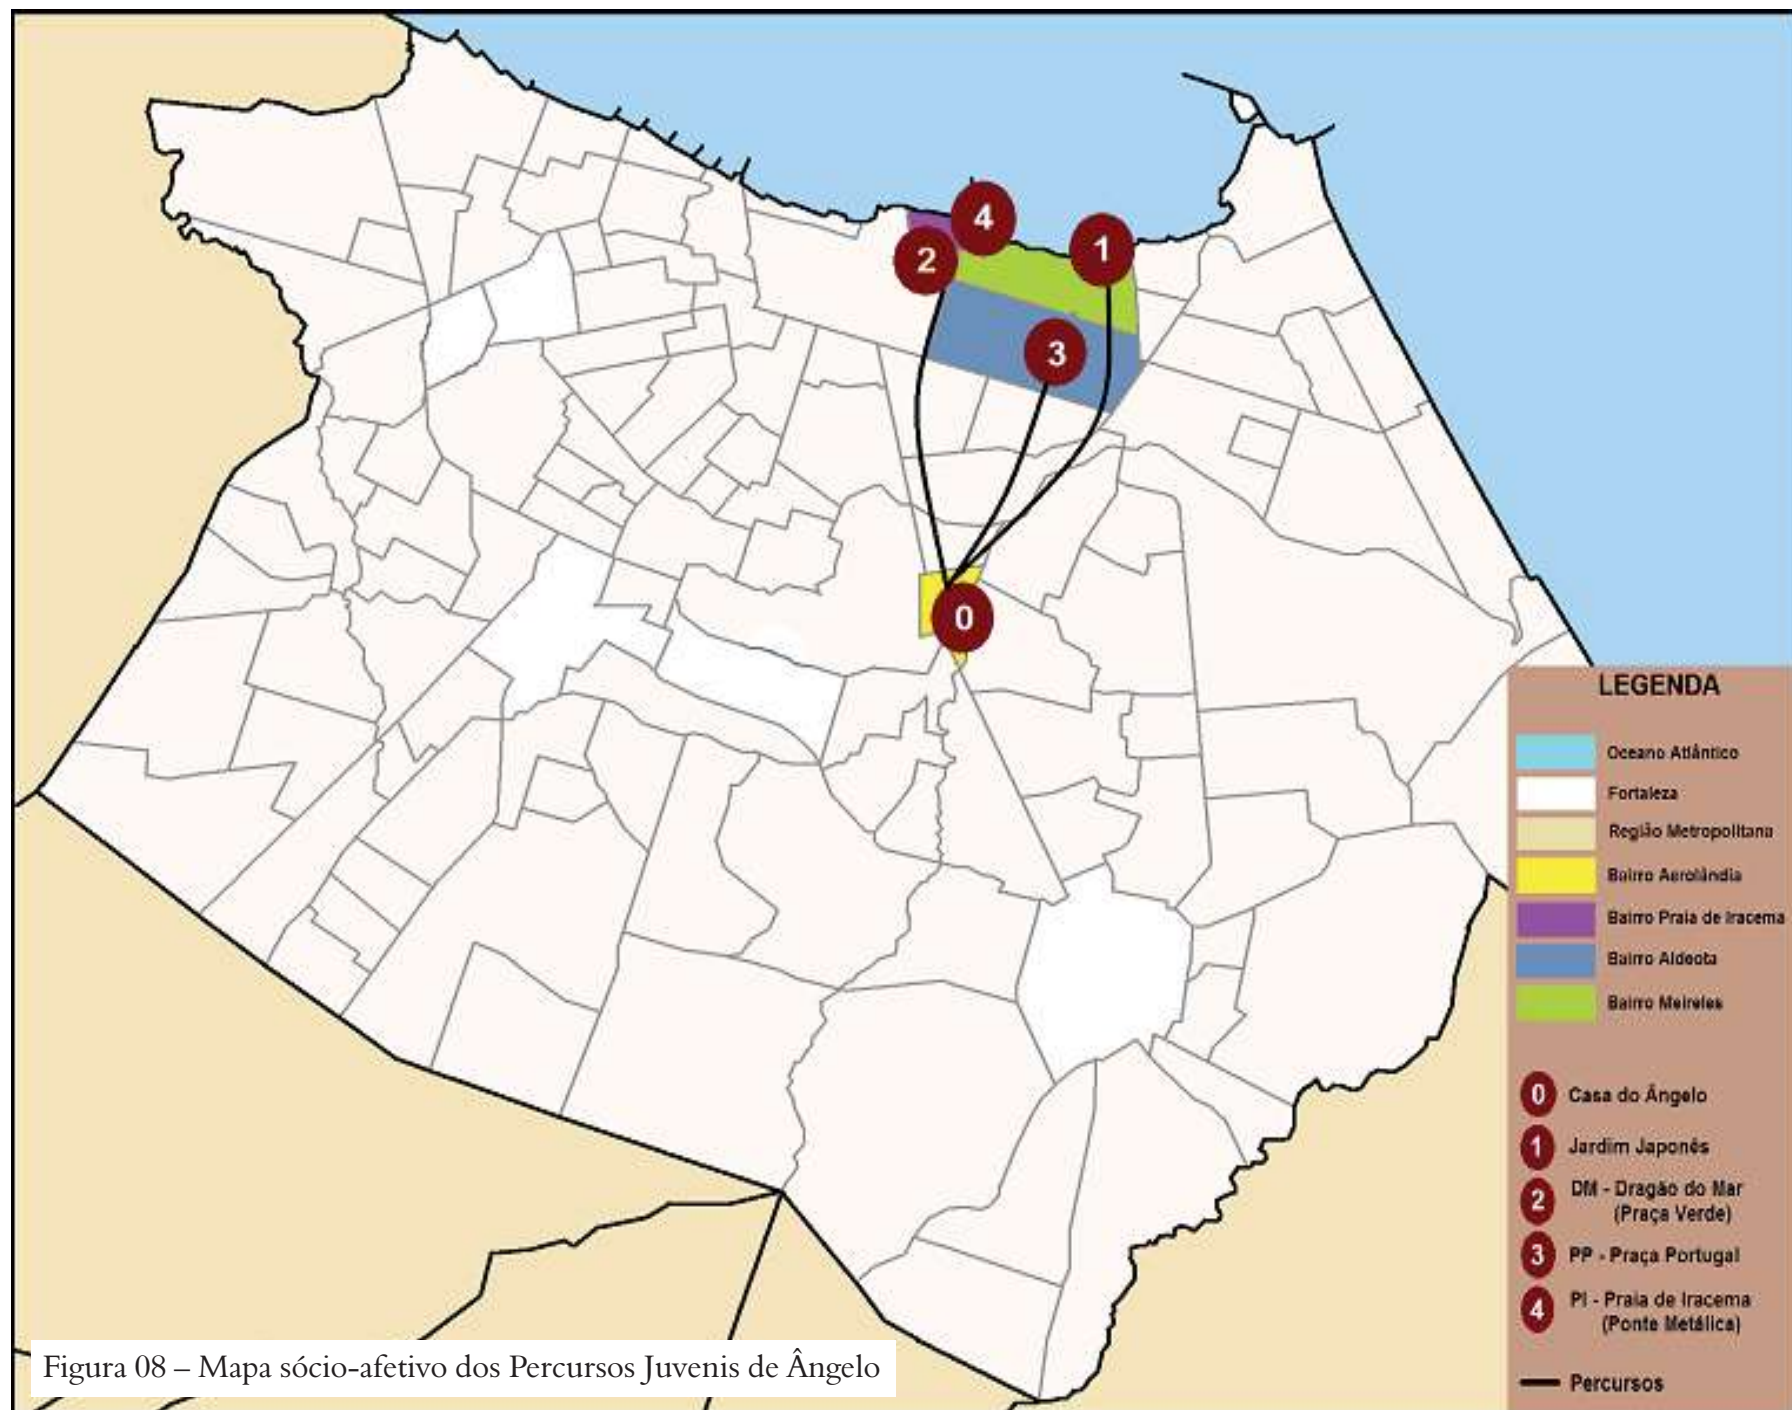 4
1
2
3
0
LEGENDA
Oceano Atlântico
Fortaleza
Região Metropolitana
Bairro Aerolândia
Bairro Praia de Iracema
Bairro Aldeota
Bairro Meireles
0 Casa do Ângelo
1 Jardim Japonês
2 DM - Dragão do Mar
(Praça Verde)
3 PP - Praça Portugal
4 PI - Praia de Iracema
(Ponte Metálica)
Percursos
Figura 08 – Mapa sócio-afetivo dos Percursos Juvenis de Ângelo